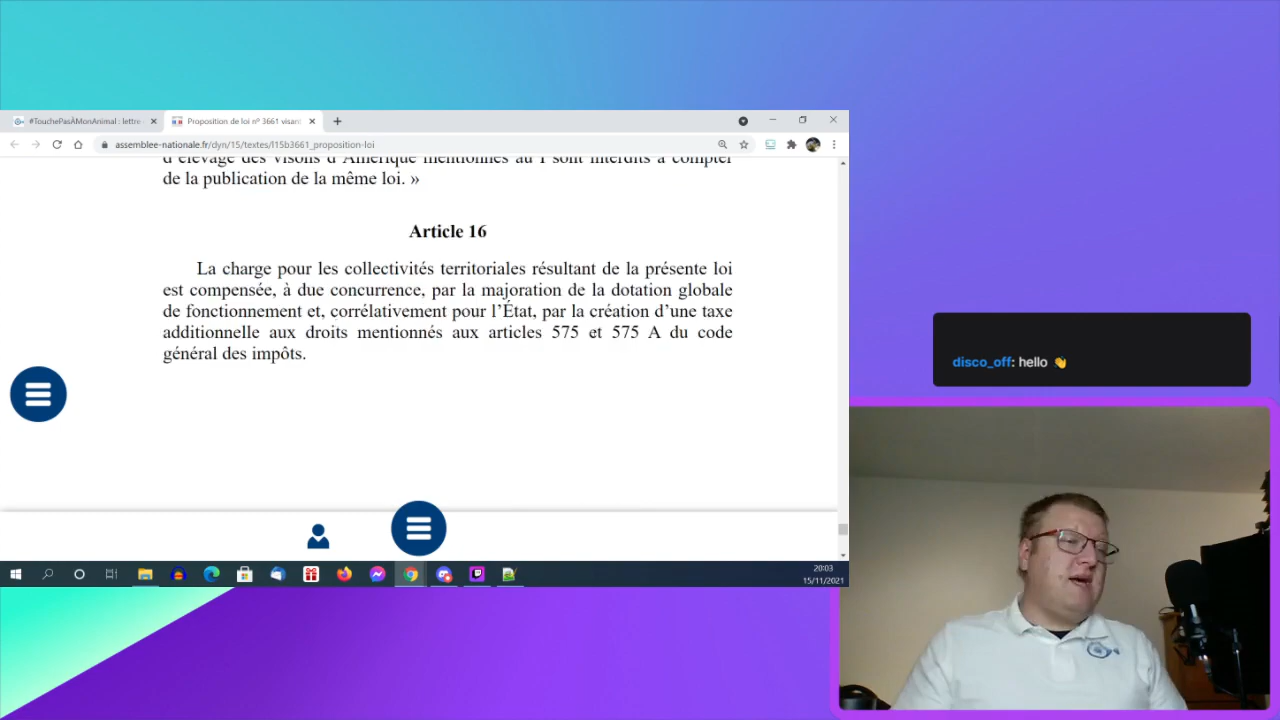 #TouchePasÀMonAnimal : lettre
Proposition de loi nº 3661 visant
assemblee-nationale.fr/dyn/15/textes/l15b3661_proposition-loi
d'élevage des visons d'Amérique mentionnés au I sont interdits à compter
de la publication de la même loi. »
Article 16
La charge pour les collectivités territoriales résultant de la présente loi
est compensée, à due concurrence, par la majoration de la dotation globale
de fonctionnement et, corrélativement pour l'État, par la création d'une taxe
additionnelle aux droits mentionnés aux articles 575 et 575 A du code
général des impôts.
disco_off: hello 👏
20:03
15/11/2021